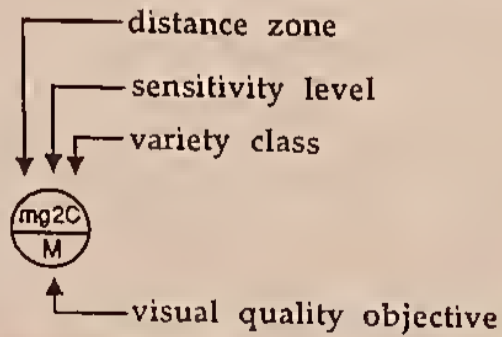 distance zone
sensitivity level
variety class
mg2C
M
visual quality objective